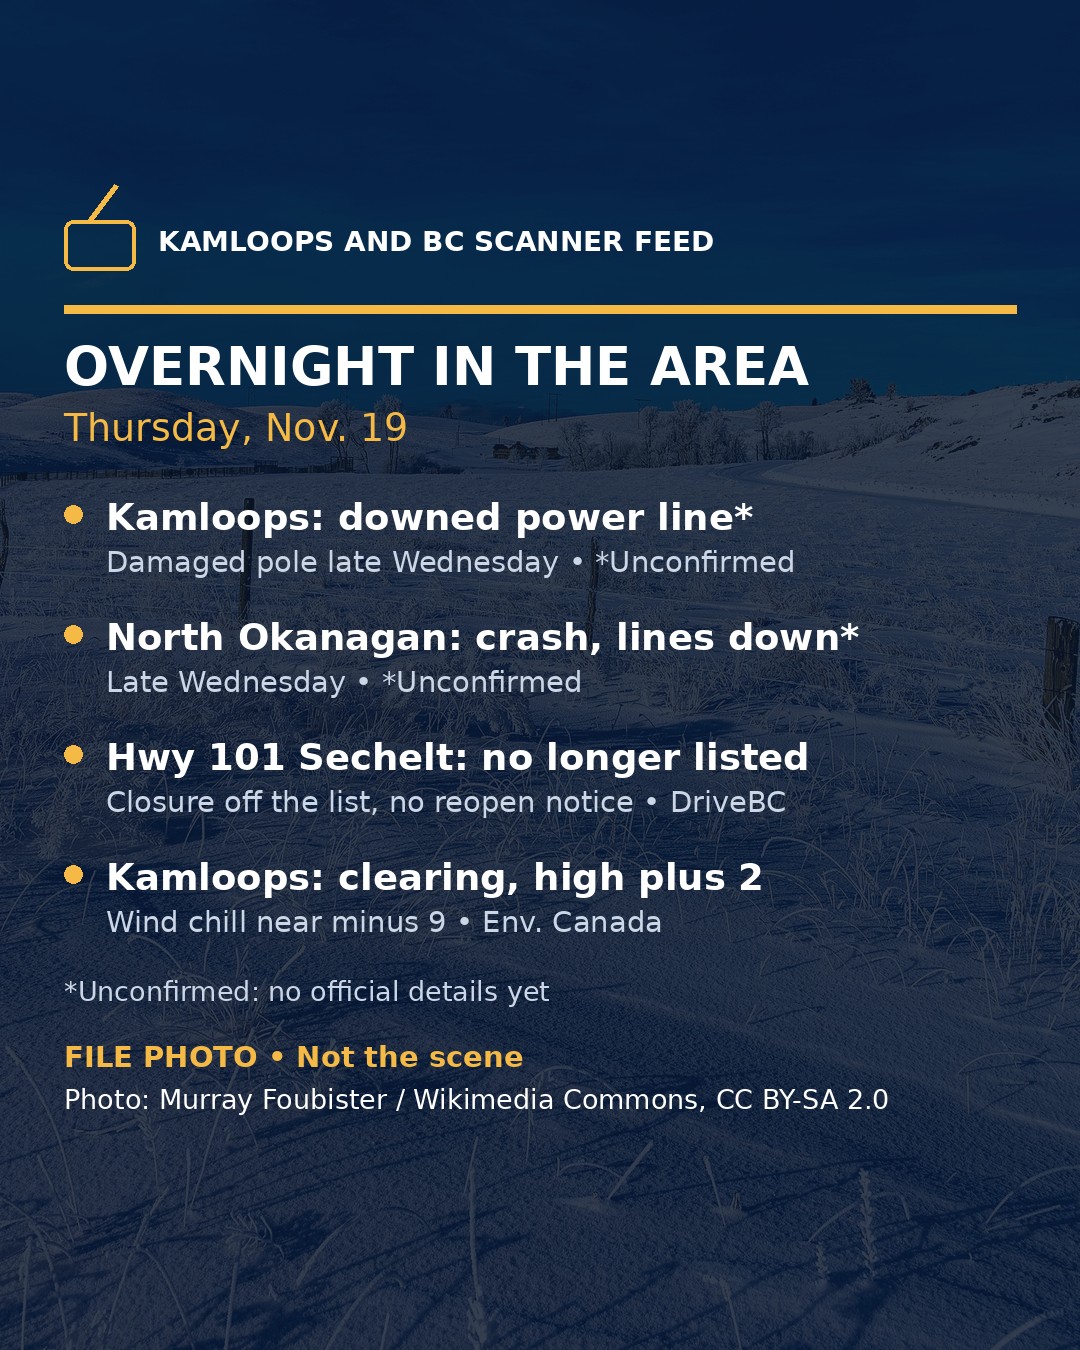 KAMLOOPS AND BC SCANNER FEED
OVERNIGHT IN THE AREA
Thursday, Nov. 19
Kamloops: downed power line*
Damaged pole late Wednesday • *Unconfirmed
North Okanagan: crash, lines down*
Late Wednesday • *Unconfirmed
Hwy 101 Sechelt: no longer listed
Closure off the list, no reopen notice • DriveBC
Kamloops: clearing, high plus 2
Wind chill near minus 9 • Env. Canada
*Unconfirmed: no official details yet
FILE PHOTO • Not the scene
Photo: Murray Foubister / Wikimedia Commons, CC BY-SA 2.0